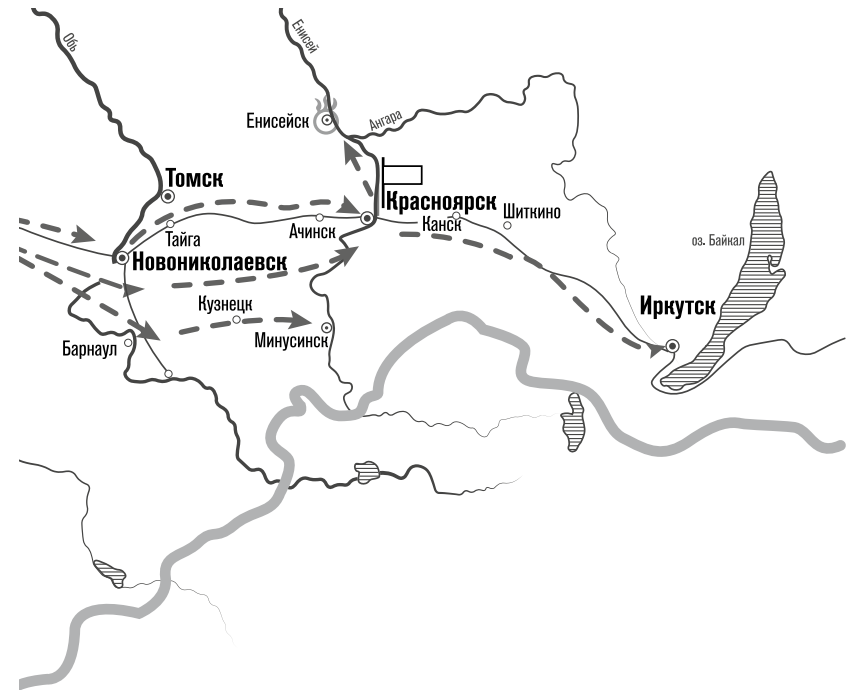 Обь
Енисей
Енисейск
Ангара
Томск
Красноярск
Тайга
Ачинск
Канск
Шиткино
оз. Байкал
Новониколаевск
Кузнецк
Иркутск
Барнаул
Минусинск